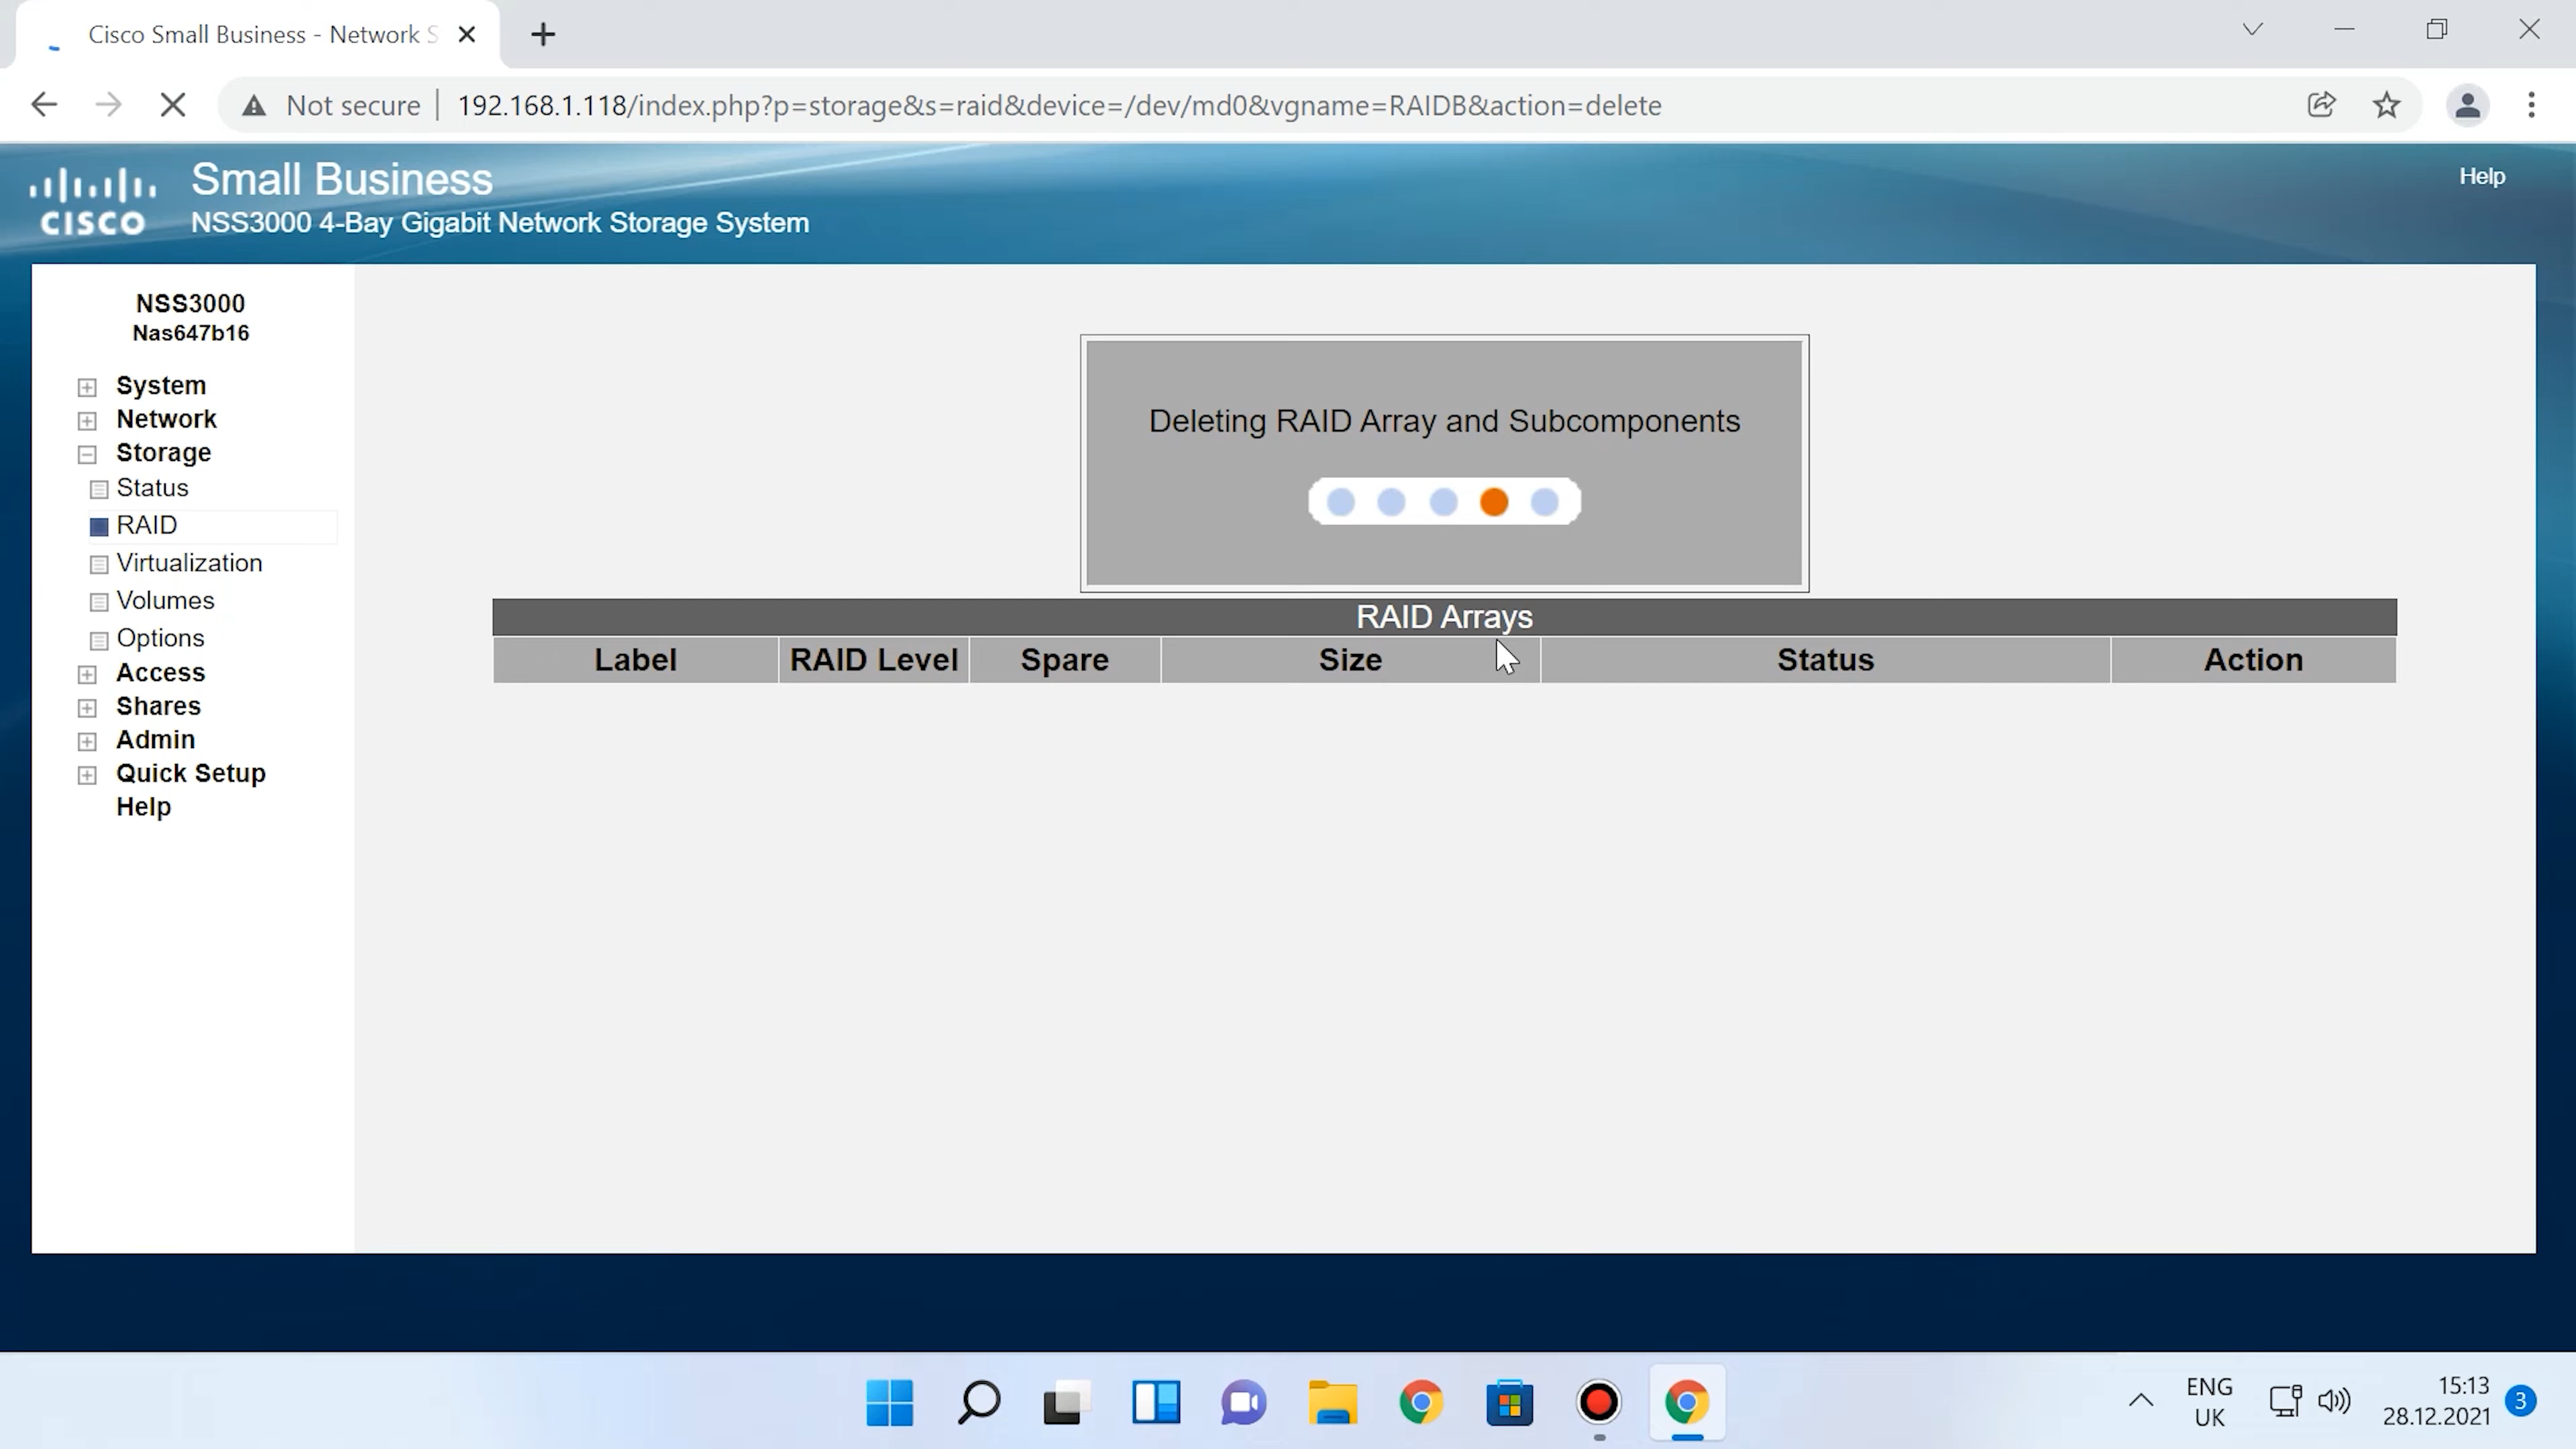 Cisco Small Business - Network S
Not secure
192.168.1.118/index.php?p=storage&s=raid&device=/dev/md0&vgname=RAIDB&action=delete
CISCO
Small Business
NSS3000 4-Bay Gigabit Network Storage System
Help
NSS3000
Nas647b16
System
Network
Storage
Status
RAID
Virtualization
Volumes
Options
Access
Shares
Admin
Quick Setup
Help
Deleting RAID Array and Subcomponents
RAID Arrays
Label RAID Level Spare Size Status Action
ENG
UK
15:13
28.12.2021
3